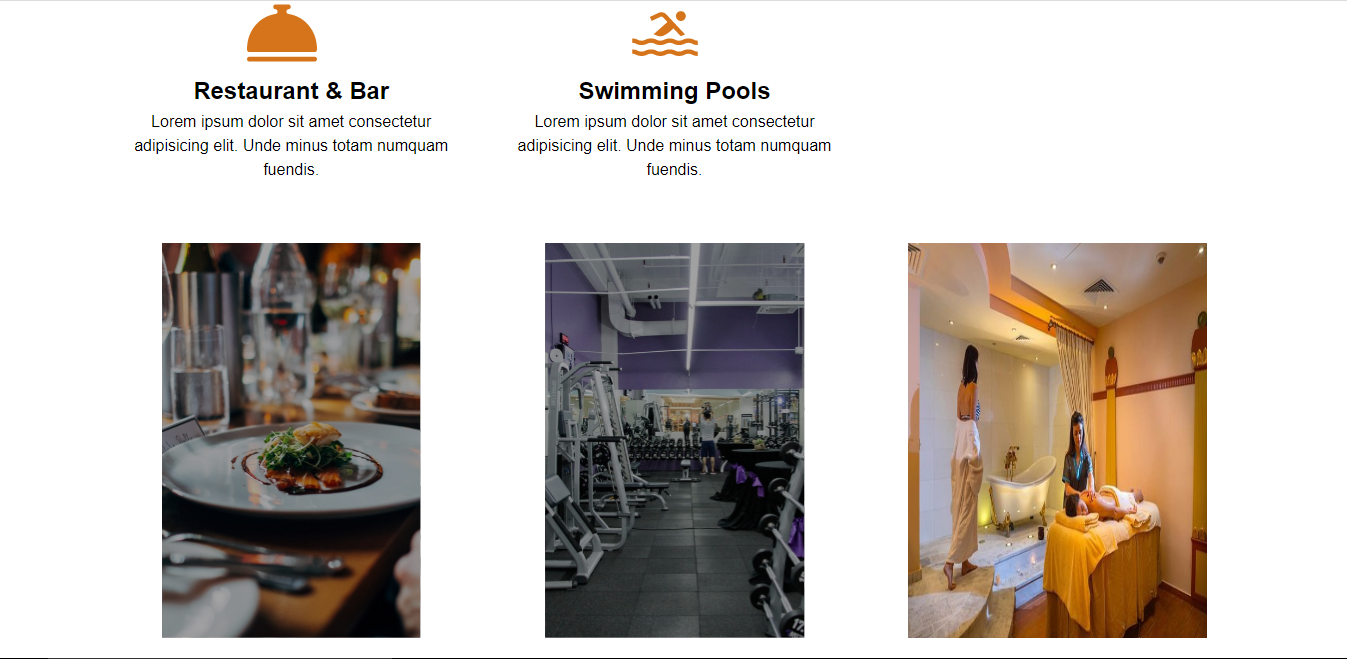 Restaurant & Bar
Lorem ipsum dolor sit amet consectetur
adipisicing elit. Unde minus totam numquam
fuendis.
Swimming Pools
Lorem ipsum dolor sit amet consectetur
adipisicing elit. Unde minus totam numquam
fuendis.